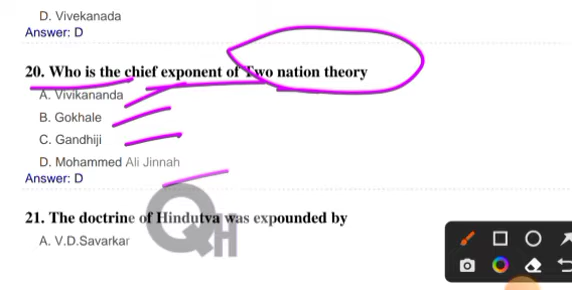 D. Vivekanada
Answer: D
20. Who is the chief exponent of Two nation theory
A. Vivikananda
B. Gokhale
C. Gandhiji
D. Mohammed Ali Jinnah
Answer: D
21. The doctrine of Hindutva was expounded by
A. V.D.Savarkar
QH